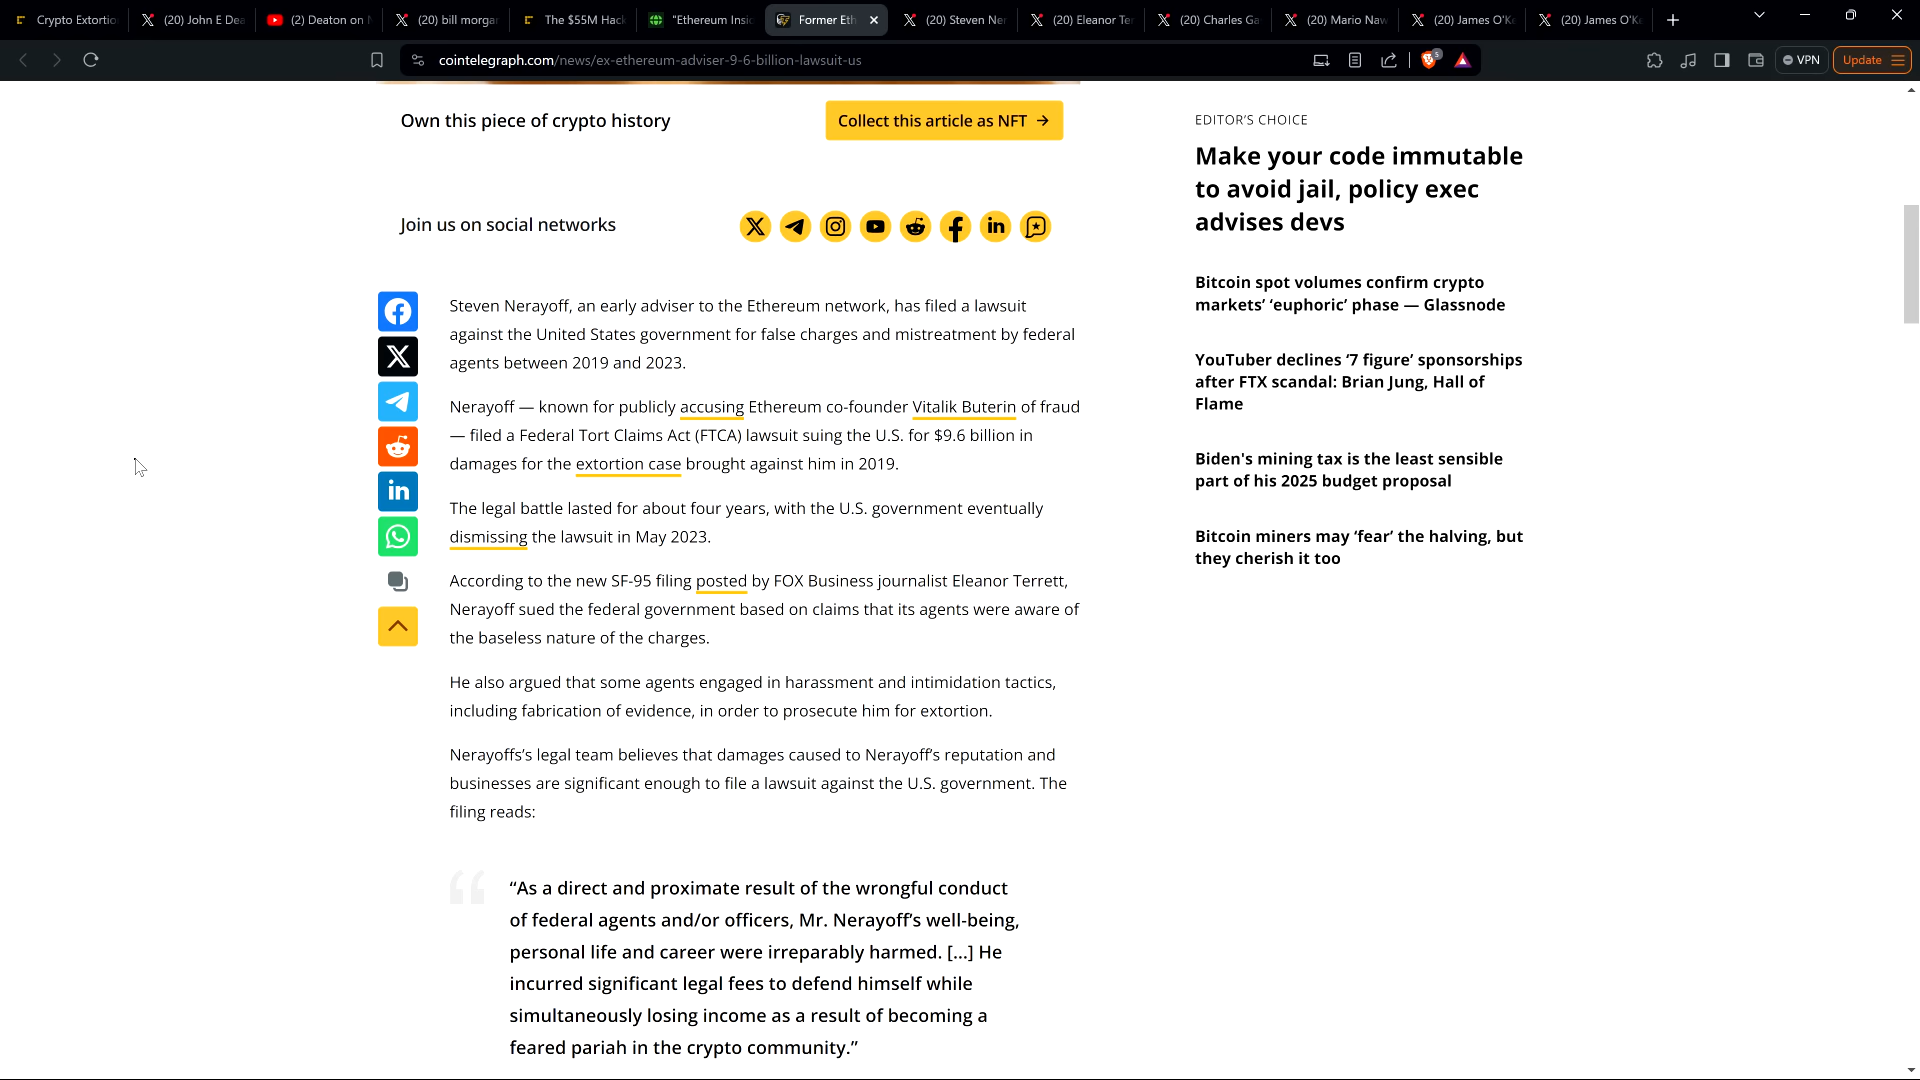 Crypto Extortio
(20) John E Dea
(2) Deaton on
(20) bill morgan
The $55M Hack
"Ethereum Insic
Former Eth
(20) Steven Ner
(20) Eleanor Ter
(20) Charles Ga
(20) Mario Naw
(20) James O'Ke
(20) James O'Ke
cointelegraph.com/news/ex-ethereum-adviser-9-6-billion-lawsuit-us
5
VPN
Update
Own this piece of crypto history
Collect this article as NFT →
Join us on social networks
Steven Nerayoff, an early adviser to the Ethereum network, has filed a lawsuit
against the United States government for false charges and mistreatment by federal
agents between 2019 and 2023.
Nerayoff — known for publicly accusing Ethereum co-founder Vitalik Buterin of fraud
— filed a Federal Tort Claims Act (FTCA) lawsuit suing the U.S. for $9.6 billion in
damages for the extortion case brought against him in 2019.
The legal battle lasted for about four years, with the U.S. government eventually
dismissing the lawsuit in May 2023.
According to the new SF-95 filing posted by FOX Business journalist Eleanor Terrett,
Nerayoff sued the federal government based on claims that its agents were aware of
the baseless nature of the charges.
He also argued that some agents engaged in harassment and intimidation tactics,
including fabrication of evidence, in order to prosecute him for extortion.
Nerayoffs's legal team believes that damages caused to Nerayoff's reputation and
businesses are significant enough to file a lawsuit against the U.S. government. The
filing reads:
“As a direct and proximate result of the wrongful conduct
of federal agents and/or officers, Mr. Nerayoff's well-being,
personal life and career were irreparably harmed. [...] He
incurred significant legal fees to defend himself while
simultaneously losing income as a result of becoming a
feared pariah in the crypto community.”
EDITOR'S CHOICE
Make your code immutable
to avoid jail, policy exec
advises devs
Bitcoin spot volumes confirm crypto
markets' ‘euphoric’ phase — Glassnode
YouTuber declines ‘7 figure’ sponsorships
after FTX scandal: Brian Jung, Hall of
Flame
Biden's mining tax is the least sensible
part of his 2025 budget proposal
Bitcoin miners may ‘fear’ the halving, but
they cherish it too